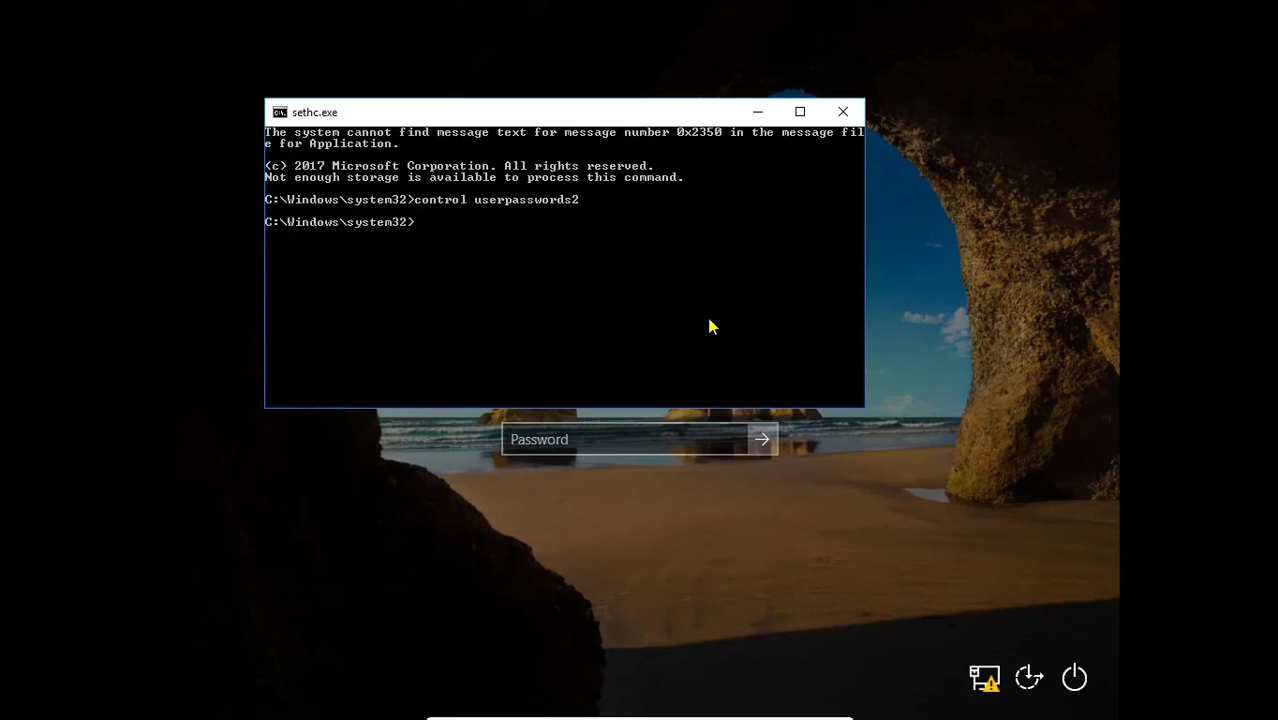 sethc.exe
The system cannot find message text for message number 0x2350 in the message fil
e for Application.
(c) 2017 Microsoft Corporation. All rights reserved.
Not enough storage is available to process this command.
C:\Windows\system32>control userpasswords2
C:\Windows\system32>
Password